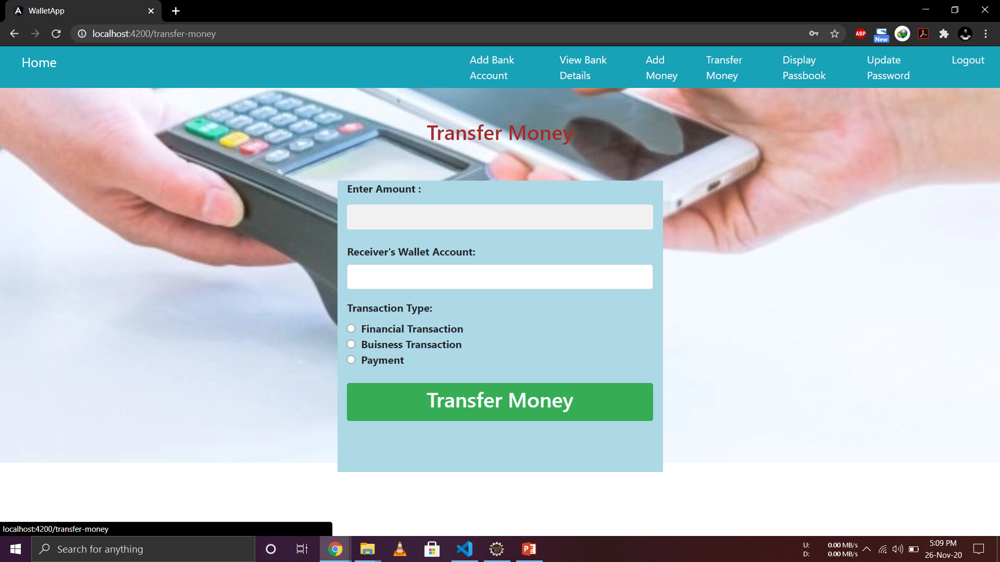 WalletApp
localhost:4200/transfer-money
ABP
New
Home
Add Bank Account
View Bank Details
Add Money
Transfer Money
Display Passbook
Update Password
Logout
Transfer Money
Enter Amount :
Receiver's Wallet Account:
Transaction Type:
Financial Transaction
Buisness Transaction
Payment
Transfer Money
localhost:4200/transfer-money
Search for anything
U: 0.00 MB/s
D: 0.00 MB/s
5:09 PM
26-Nov-20